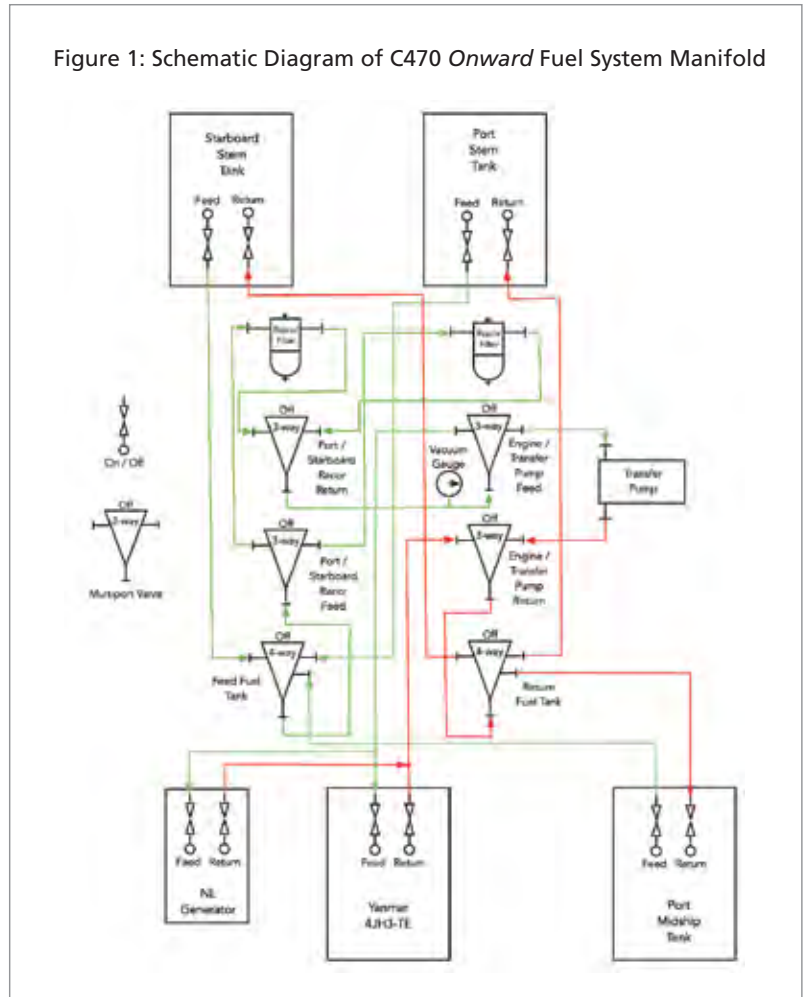 Figure 1: Schematic Diagram of C470 Onward Fuel System Manifold
Starboard
Stern
Port
Stern
Tank
Feed Return
Feed Return
Filter
Off
3-way
Port /
Starboard
Racor
Return
Vacuum
Gauge
Off
3-way
Engine /
Transfer
Pump
Feed
Transfer
Pump
On / Off
Off
3-way
Multiport Valve
Off
3-way
Port /
Starboard
Racor
Feed
Off
3-way
Engine /
Transfer
Pump
Return
Off
4-way
Feed Fuel
Tank
Off
4-way
Return
Fuel Tank
Feed Return
NL
Generator
Feed Return
Yanmar
4JH3-TE
Feed Return
Port
Midship
Tank